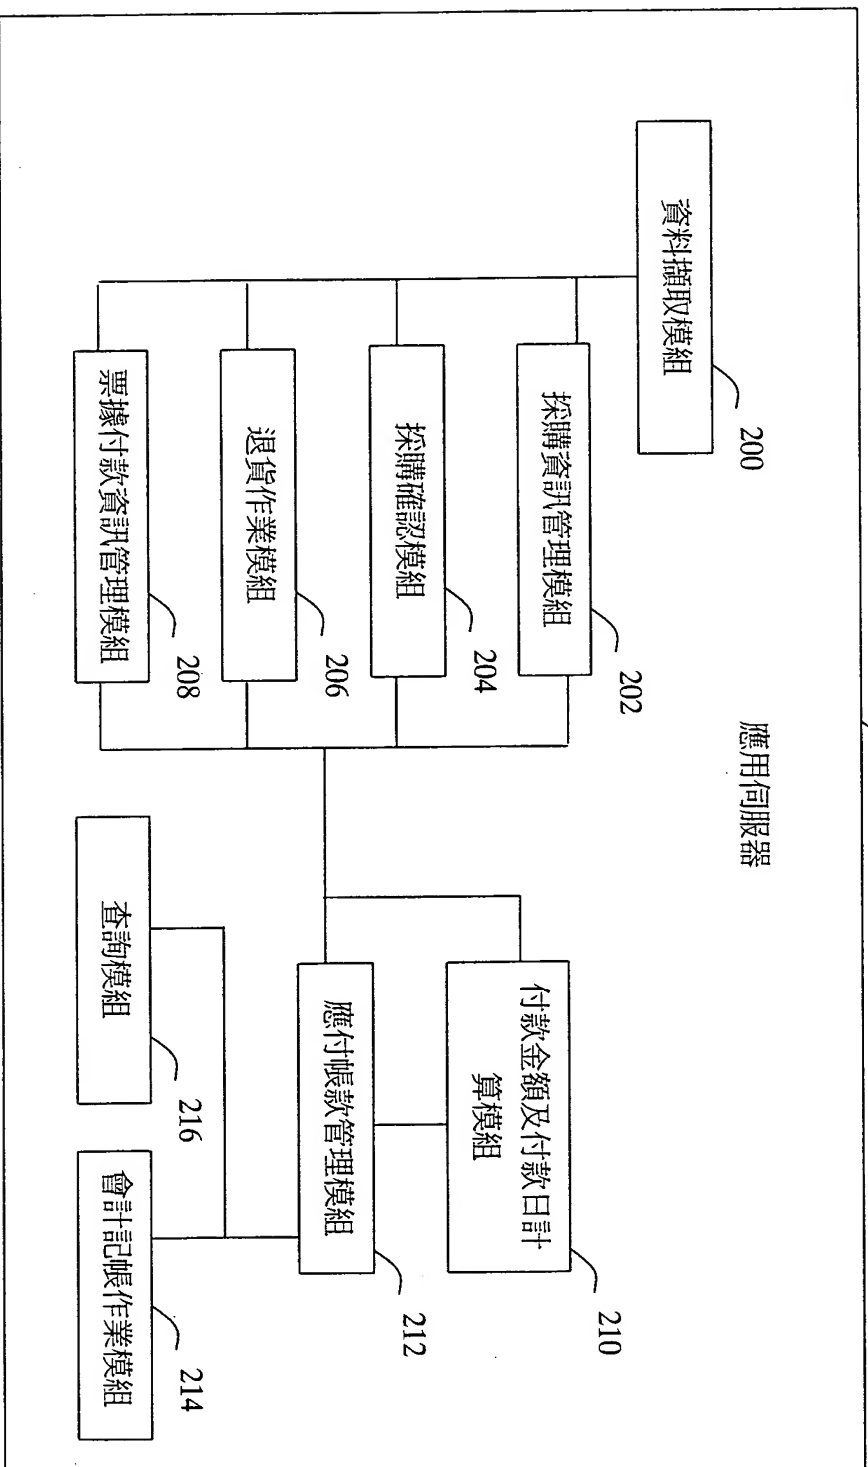 應用伺服器
資料擷取模組
200
採購資訊管理模組
202
採購確認模組
204
退貨作業模組
206
票據付款資訊管理模組
208
付款金額及付款日計
算模組
210
應付帳款管理模組
212
會計記帳作業模組
214
查詢模組
216